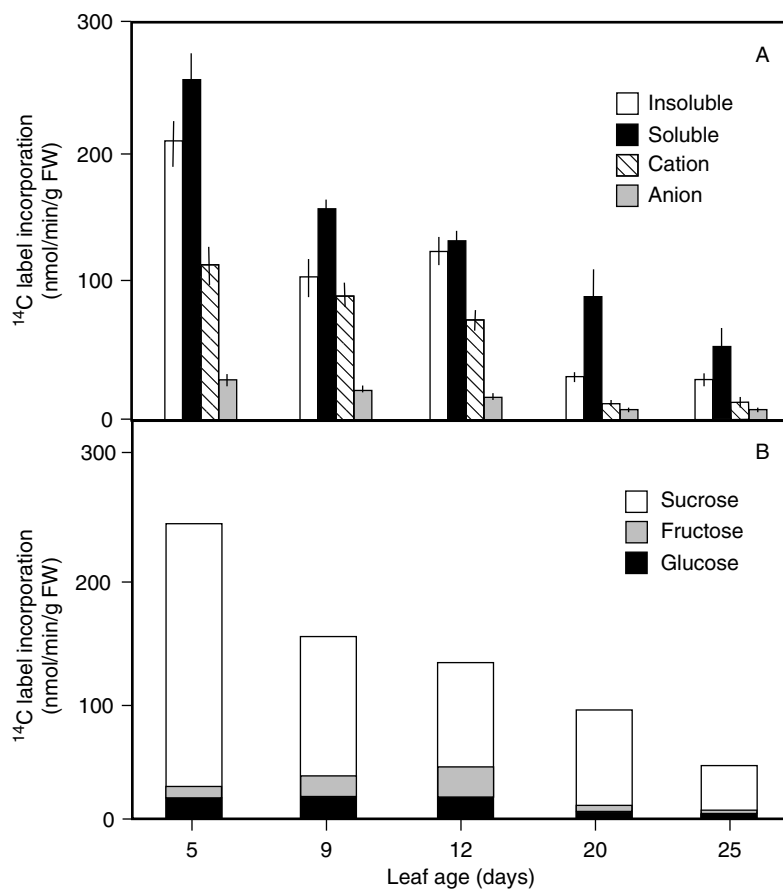 300
A
Insoluble
Soluble
Cation
Anion
200
100
0
¹⁴C label incorporation
(nmol/min/g FW)
300
B
Sucrose
Fructose
Glucose
200
100
0
¹⁴C label incorporation
(nmol/min/g FW)
5 9 12 20 25
Leaf age (days)